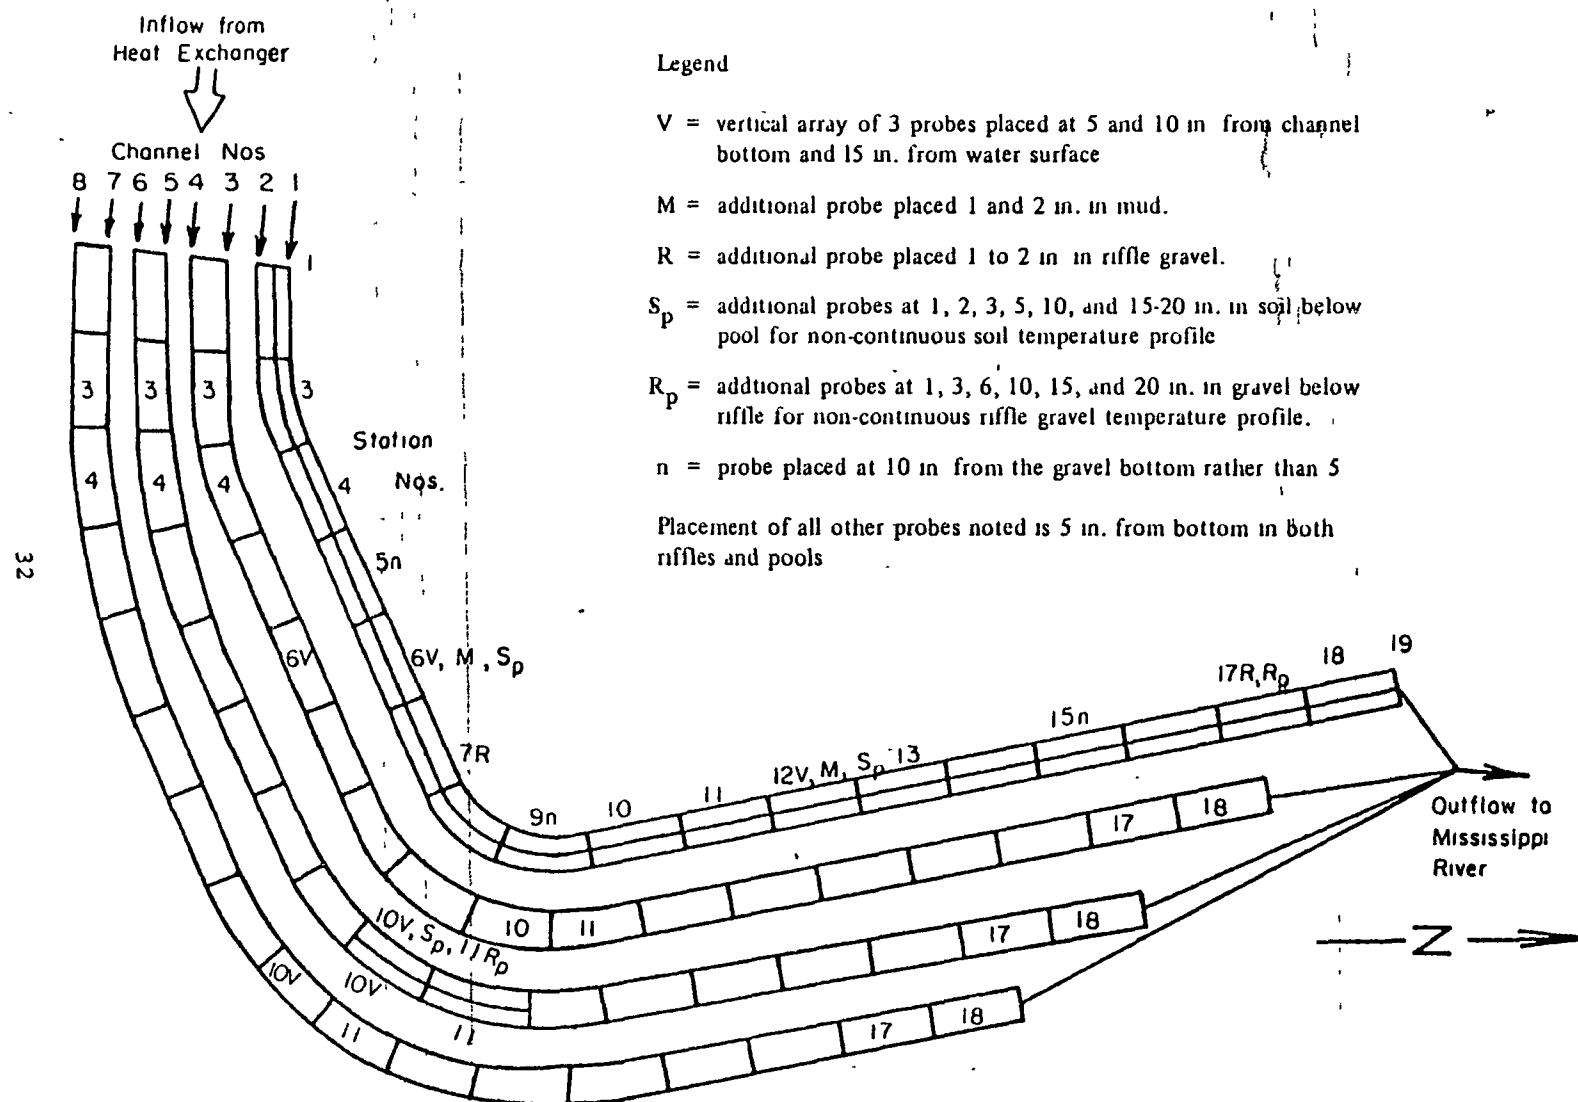 Inflow from
Heat Exchanger
Channel Nos
8 7 6 5 4 3 2 1
Legend
V = vertical array of 3 probes placed at 5 and 10 in from channel
bottom and 15 in. from water surface
M = additional probe placed 1 and 2 in. in mud.
R = additional probe placed 1 to 2 in in riffle gravel.
Sp = additional probes at 1, 2, 3, 5, 10, and 15-20 in. in soil below
pool for non-continuous soil temperature profile
Rp = addtional probes at 1, 3, 6, 10, 15, and 20 in. in gravel below
riffle for non-continuous riffle gravel temperature profile.
n = probe placed at 10 in from the gravel bottom rather than 5
Placement of all other probes noted is 5 in. from bottom in both
riffles and pools
1
3 3 3 3
Station
Nos.
4 4 4 4
5n
6V 6V, M, Sp
7R
9n 10 11 12V, M, Sp 13 15n 17R, Rp 18 19
10 11 17 18
10V, Sp, 11Rp
10V 11 17 18
10V 11 17 18
Outflow to
Mississippi
River
N
32